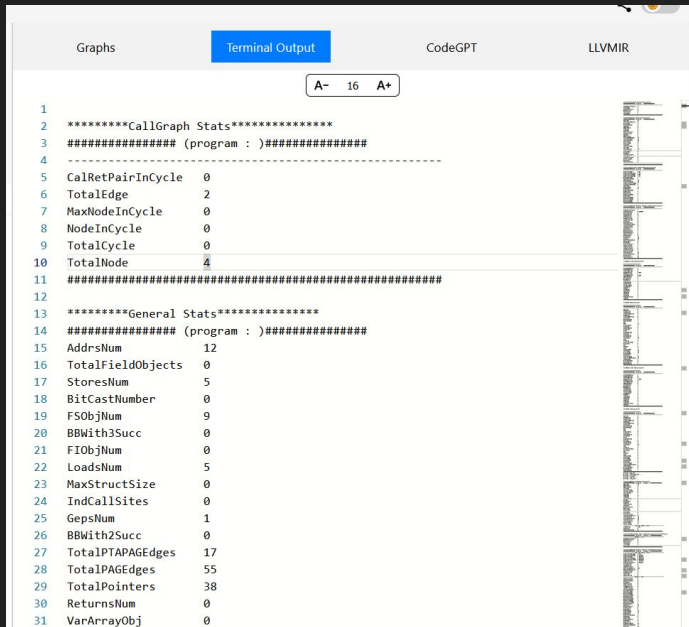 Graphs Terminal Output CodeGPT LLVMIR
A- 16 A+
1
2 *********CallGraph Stats***************
3 ################ (program : )###############
4 -------------------------------------------------------
5 CalRetPairInCycle 0
6 TotalEdge 2
7 MaxNodeInCycle 0
8 NodeInCycle 0
9 TotalCycle 0
10 TotalNode 4
11 #######################################################
12
13 *********General Stats***************
14 ################ (program : )###############
15 AddrsNum 12
16 TotalFieldObjects 0
17 StoresNum 5
18 BitCastNumber 0
19 FSObjNum 9
20 BBWith3Succ 0
21 FIObjNum 0
22 LoadsNum 5
23 MaxStructSize 0
24 IndCallSites 0
25 GepsNum 1
26 BBWith2Succ 0
27 TotalPTAPAGEdges 17
28 TotalPAGEdges 55
29 TotalPointers 38
30 ReturnsNum 0
31 VarArrayObj 0